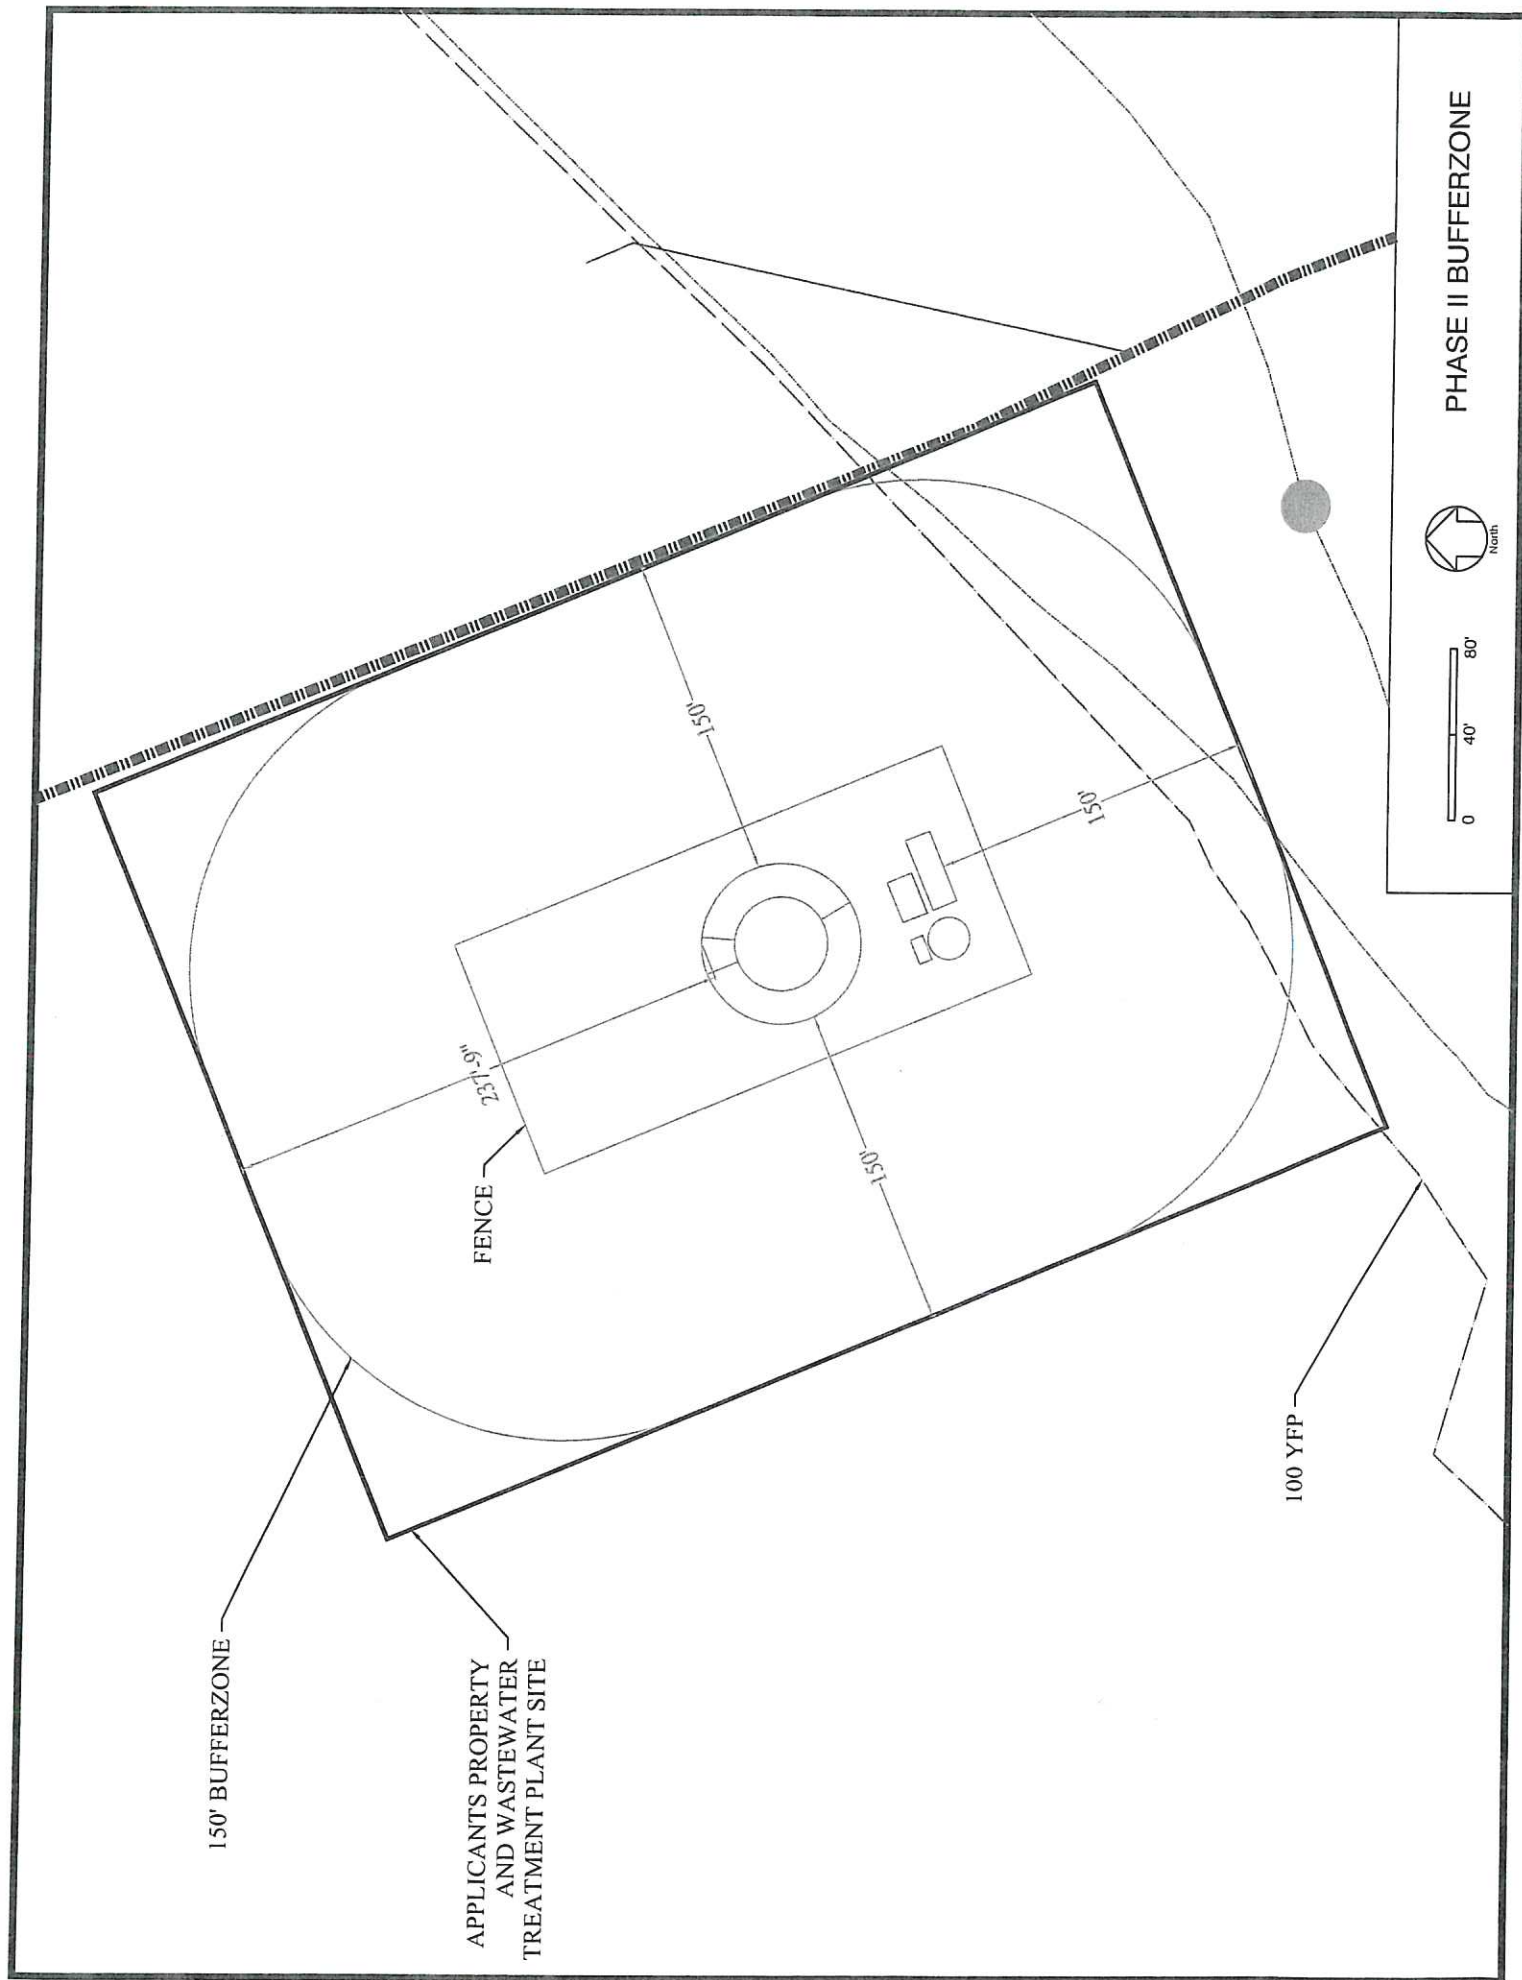 150' BUFFERZONE
APPLICANTS PROPERTY
AND WASTEWATER
TREATMENT PLANT SITE
FENCE
237'-9"
150'
150'
150'
100 YFP
0
40'
80'
North
PHASE II BUFFERZONE